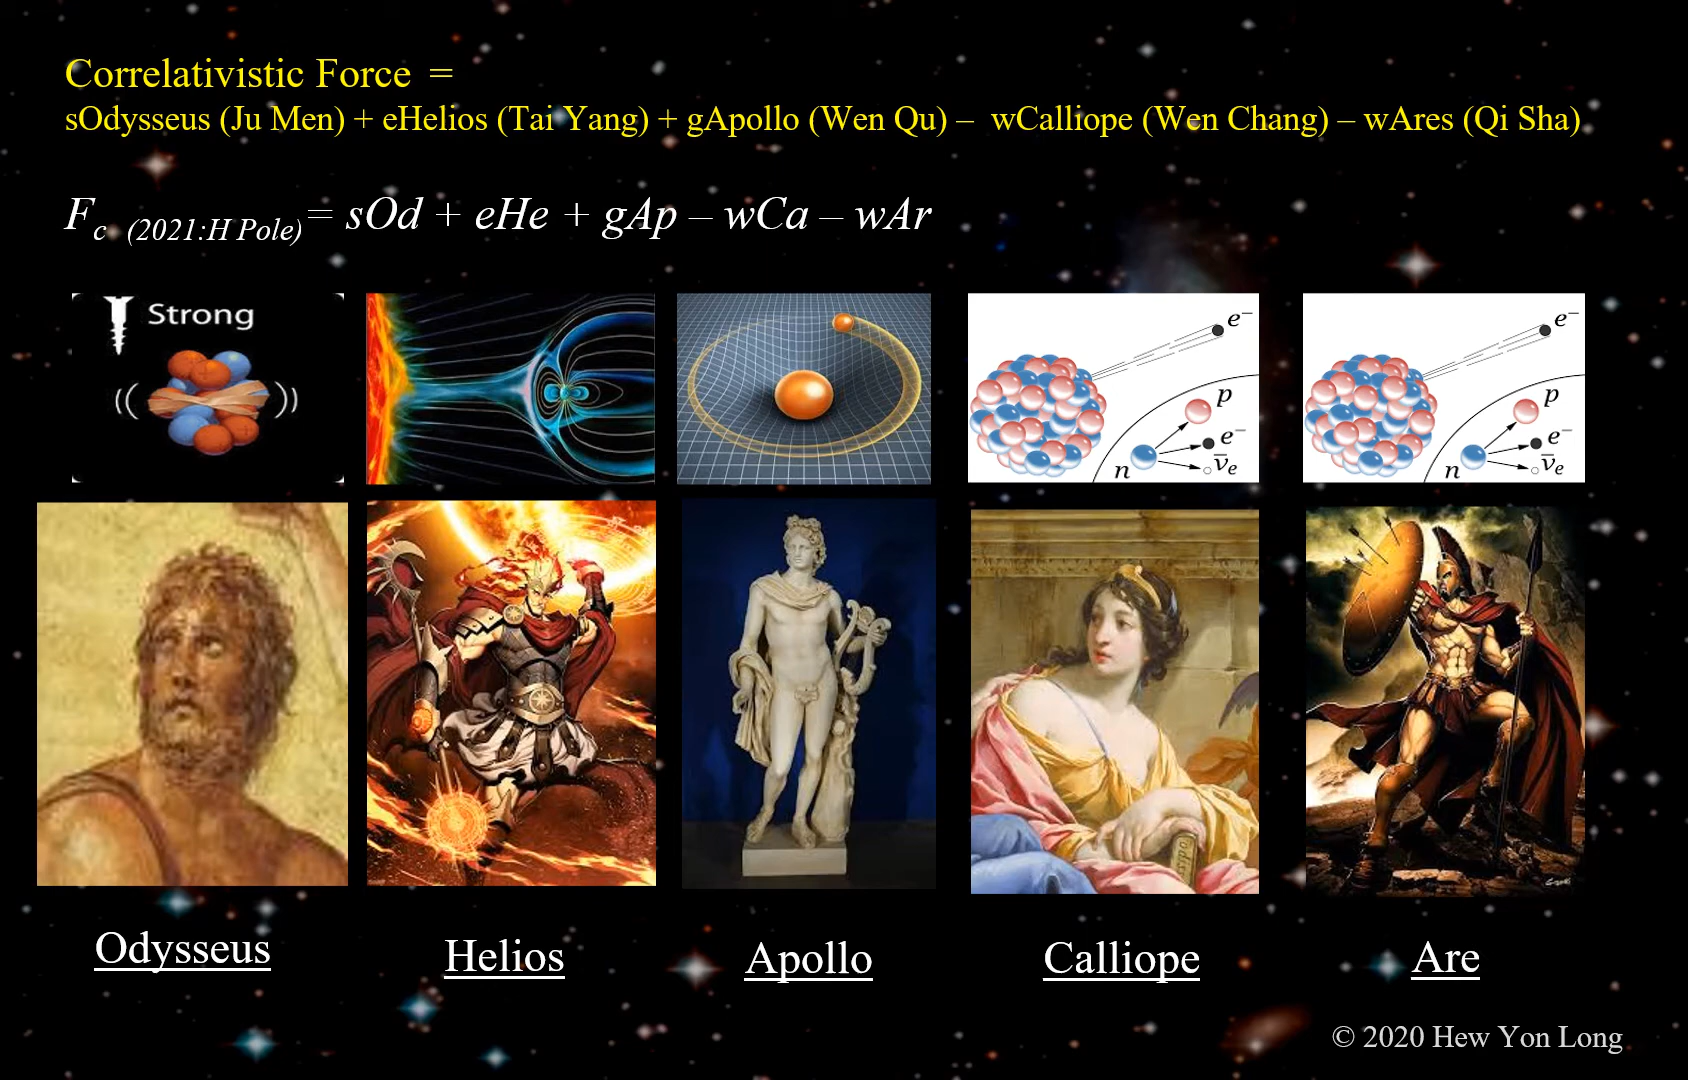 Correlativistic Force =
sOdysseus (Ju Men) + eHelios (Tai Yang) + gApollo (Wen Qu) – wCalliope (Wen Chang) – wAres (Qi Sha)
F c (2021:H Pole) = sOd + eHe + gAp – wCa – wAr
Strong
e⁻
p
e⁻
n
ν̅e
e⁻
p
e⁻
n
ν̅e
Odysseus
Helios
Apollo
Calliope
Are
© 2020 Hew Yon Long